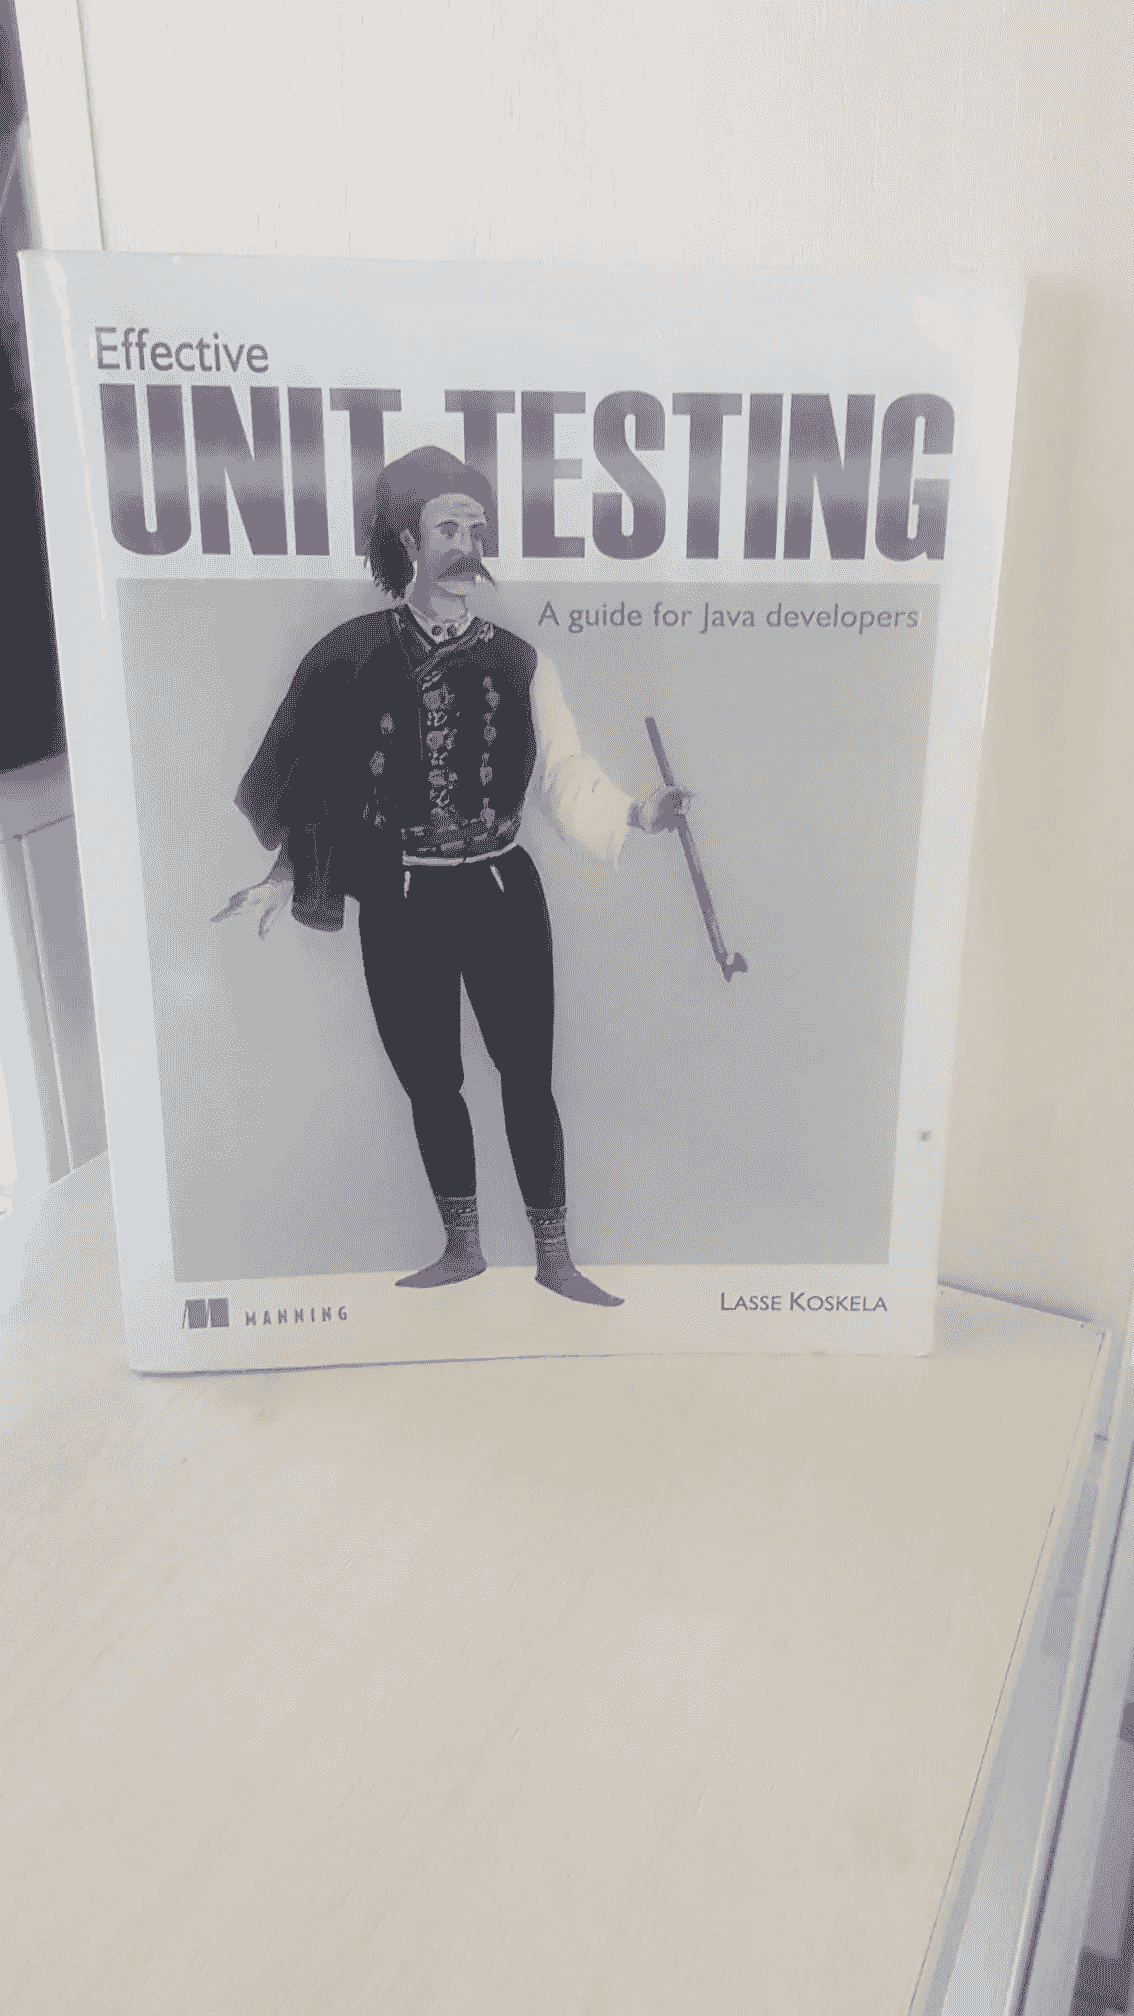 Effective
UNIT TESTING
A guide for Java developers
MANNING
LASSE KOSKELA